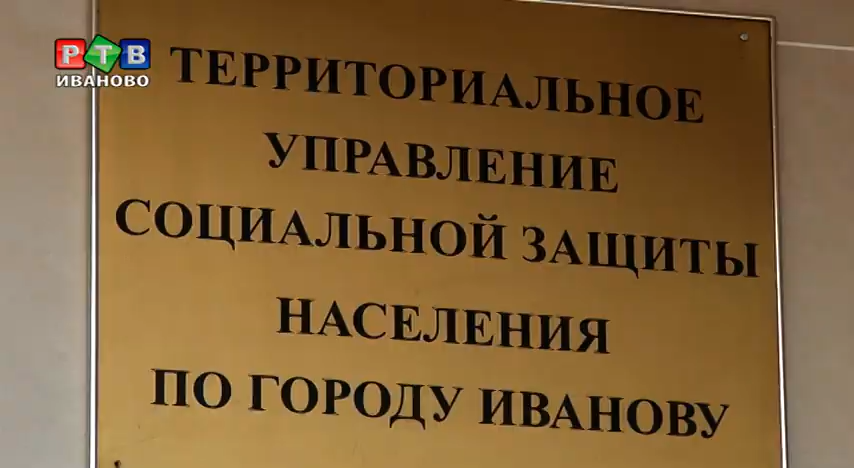 РТВ
ИВАНОВО
ТЕРРИТОРИАЛЬНОЕ
УПРАВЛЕНИЕ
СОЦИАЛЬНОЙ ЗАЩИТЫ
НАСЕЛЕНИЯ
ПО ГОРОДУ ИВАНОВУ